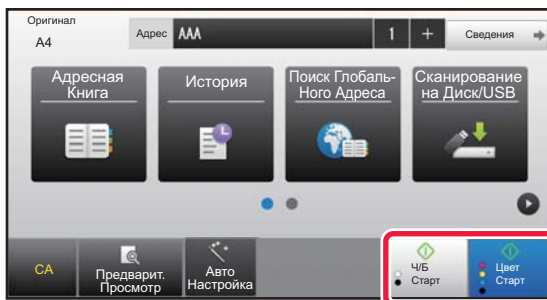 Оригинал
A4
Адрес AAA 1 + Сведения
Адресная
Книга
История
Поиск Глобаль-
Ного Адреса
Сканирование
на Диск/USB
CA
Предварит.
Просмотр
Авто
Настройка
Ч/Б
Старт
Цвет
Старт